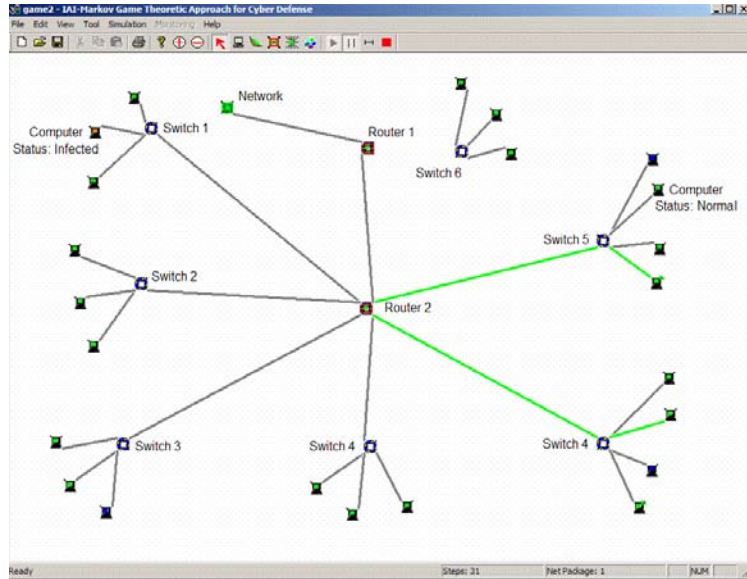 game2 - IAI-Markov Game Theoretic Approach for Cyber Defense
File Edit View Tool Simulation Monitoring Help
Network
Computer
Status: Infected
Switch 1
Router 1
Switch 6
Computer
Status: Normal
Switch 5
Switch 2
Router 2
Switch 3
Switch 4
Switch 4
Ready
Steps: 31
Net Package: 1
NUM